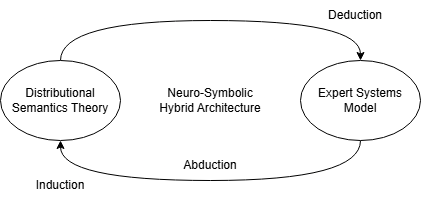 Deduction
Distributional
Semantics Theory
Neuro-Symbolic
Hybrid Architecture
Expert Systems
Model
Abduction
Induction